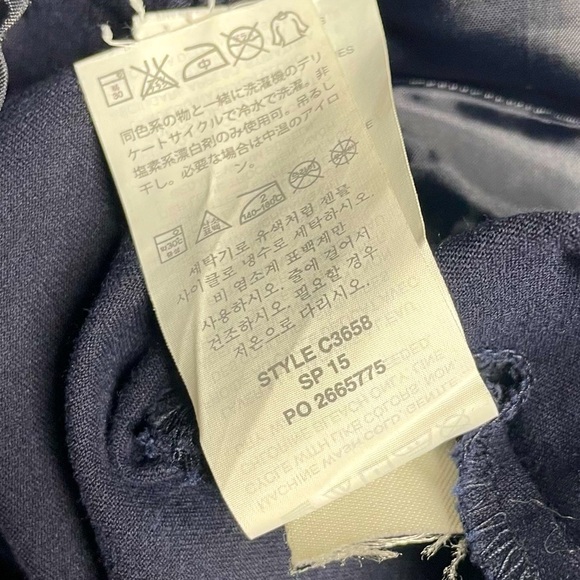 同色系の物と一緒に洗濯機のデリ
ケートサイクルで冷水で洗濯。非
塩素系漂白剤のみ使用可。吊るし
干し。必要な場合は中温のアイロ
ン。
세탁기로 유색처럼 젠틀
사이클로 냉수로 세탁하시오.
비 염소계 표백제만
사용하시오. 줄에 걸어서
건조하시오. 필요할 경우
저온으로 다리시오.
STYLE C3658
SP 15
PO 2665775